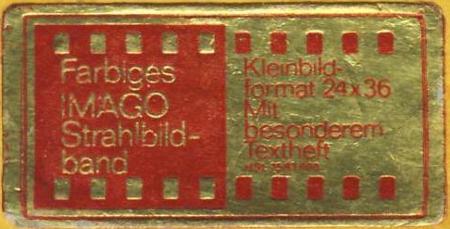 Farbiges
IMAGO
Strahlbild-
band
Kleinbild-
format 24x36
Mit
besonderem
Textheft